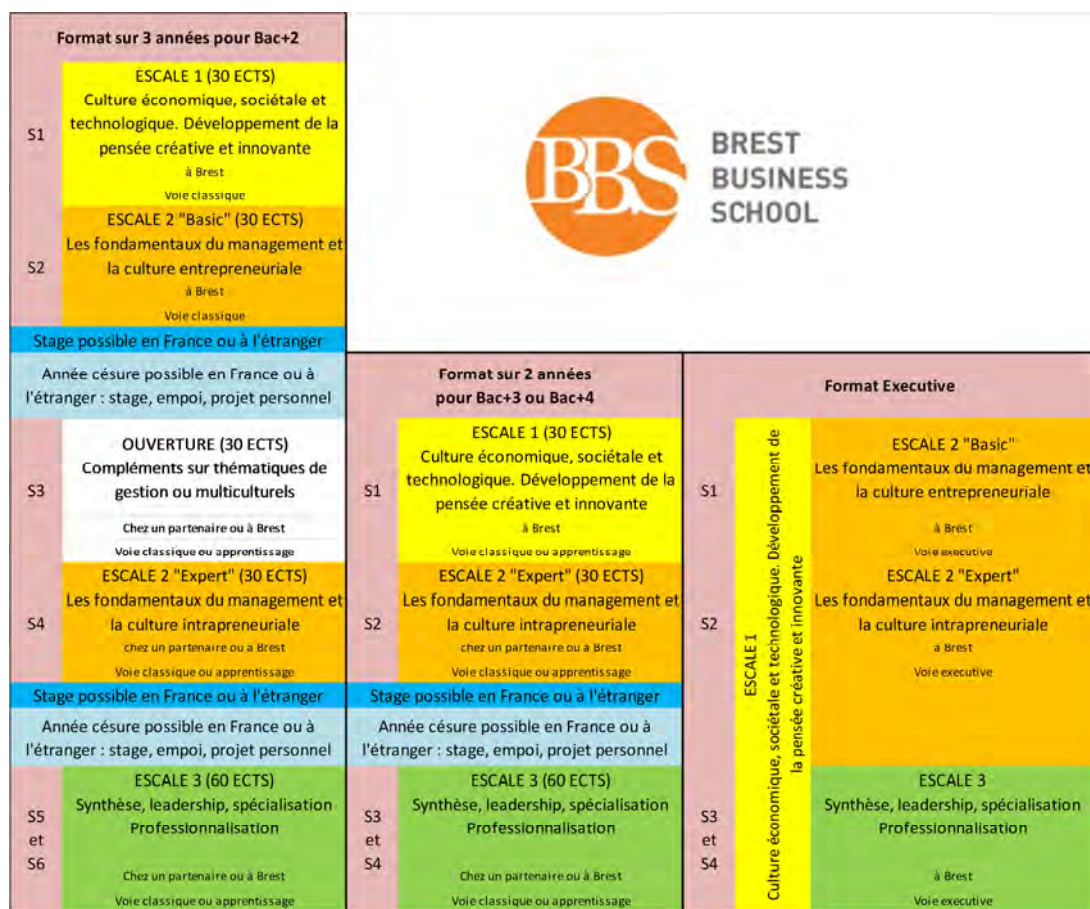 Format sur 3 années pour Bac+2
S1
ESCALE 1 (30 ECTS)
Culture économique, sociétale et
technologique. Développement de la
pensée créative et innovante
à Brest
Voie classique
S2
ESCALE 2 "Basic" (30 ECTS)
Les fondamentaux du management et
la culture entrepreneuriale
à Brest
Voie classique
Stage possible en France ou à l'étranger
Année césure possible en France ou à
l'étranger : stage, empoi, projet personnel
S3
OUVERTURE (30 ECTS)
Compléments sur thématiques de
gestion ou multiculturels
Chez un partenaire ou à Brest
Voie classique ou apprentissage
S4
ESCALE 2 "Expert" (30 ECTS)
Les fondamentaux du management et
la culture intrapreneuriale
chez un partenaire ou à Brest
Voie classique ou apprentissage
Stage possible en France ou à l'étranger
Année césure possible en France ou à
l'étranger : stage, empoi, projet personnel
S5
et
S6
ESCALE 3 (60 ECTS)
Synthèse, leadership, spécialisation
Professionnalisation
Chez un partenaire ou à Brest
Voie classique ou apprentissage
BBS
BREST
BUSINESS
SCHOOL
Format sur 2 années
pour Bac+3 ou Bac+4
S1
ESCALE 1 (30 ECTS)
Culture économique, sociétale et
technologique. Développement de la
pensée créative et innovante
à Brest
Voie classique ou apprentissage
S2
ESCALE 2 "Expert" (30 ECTS)
Les fondamentaux du management et
la culture intrapreneuriale
chez un partenaire ou à Brest
Voie classique ou apprentissage
Stage possible en France ou à l'étranger
Année césure possible en France ou à
l'étranger : stage, empoi, projet personnel
S3
et
S4
ESCALE 3 (60 ECTS)
Synthèse, leadership, spécialisation
Professionnalisation
Chez un partenaire ou à Brest
Voie classique ou apprentissage
Format Executive
S1
S2
S3
et
S4
ESCALE 1
Culture économique, sociétale et technologique. Développement de
la pensée créative et innovante
ESCALE 2 "Basic"
Les fondamentaux du management et
la culture entrepreneuriale
à Brest
Voie executive
ESCALE 2 "Expert"
Les fondamentaux du management et
la culture intrapreneuriale
à Brest
Voie executive
ESCALE 3
Synthèse, leadership, spécialisation
Professionnalisation
à Brest
Voie executive